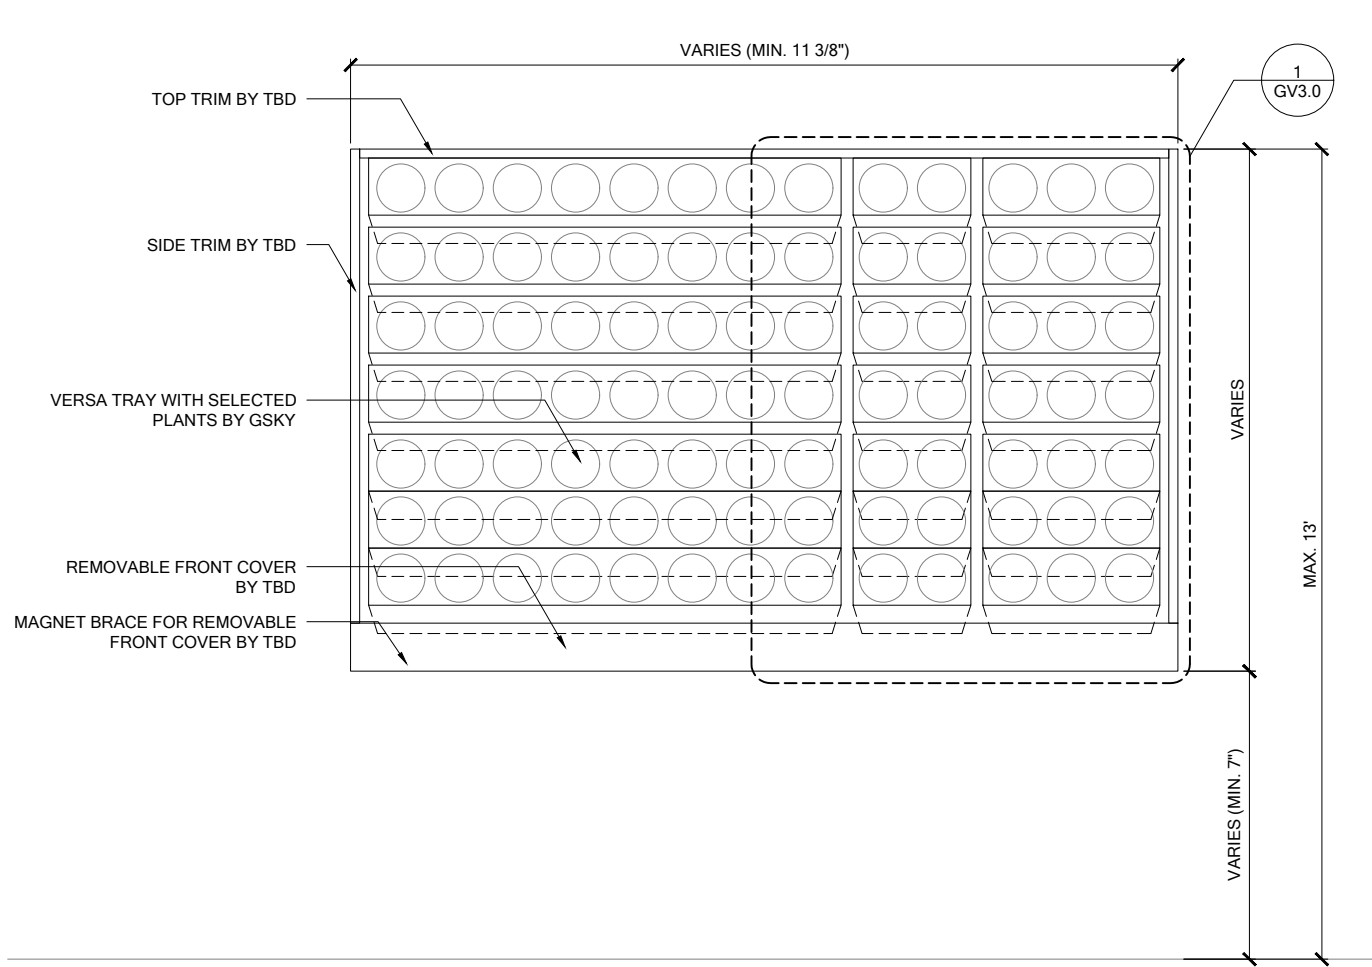 VARIES (MIN. 11 3/8")
1
GV3.0
TOP TRIM BY TBD
SIDE TRIM BY TBD
VERSA TRAY WITH SELECTED
PLANTS BY GSKY
VARIES
REMOVABLE FRONT COVER
BY TBD
MAX. 13'
MAGNET BRACE FOR REMOVABLE
FRONT COVER BY TBD
VARIES (MIN. 7")